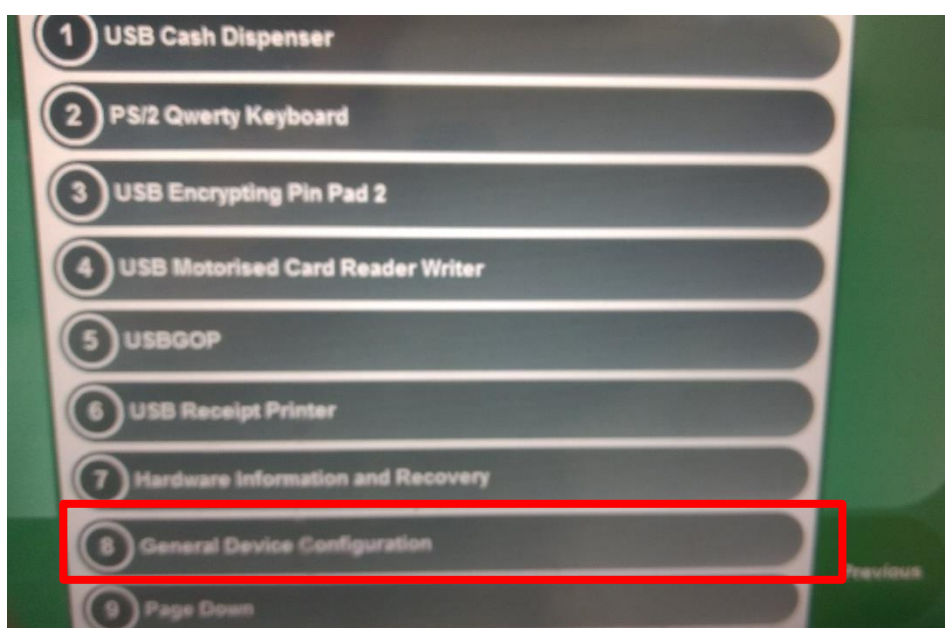 1 USB Cash Dispenser
2 PS/2 Qwerty Keyboard
3 USB Encrypting Pin Pad 2
4 USB Motorised Card Reader Writer
5 USBGOP
6 USB Receipt Printer
7 Hardware Information and Recovery
8 General Device Configuration
Previous
9 Page Down